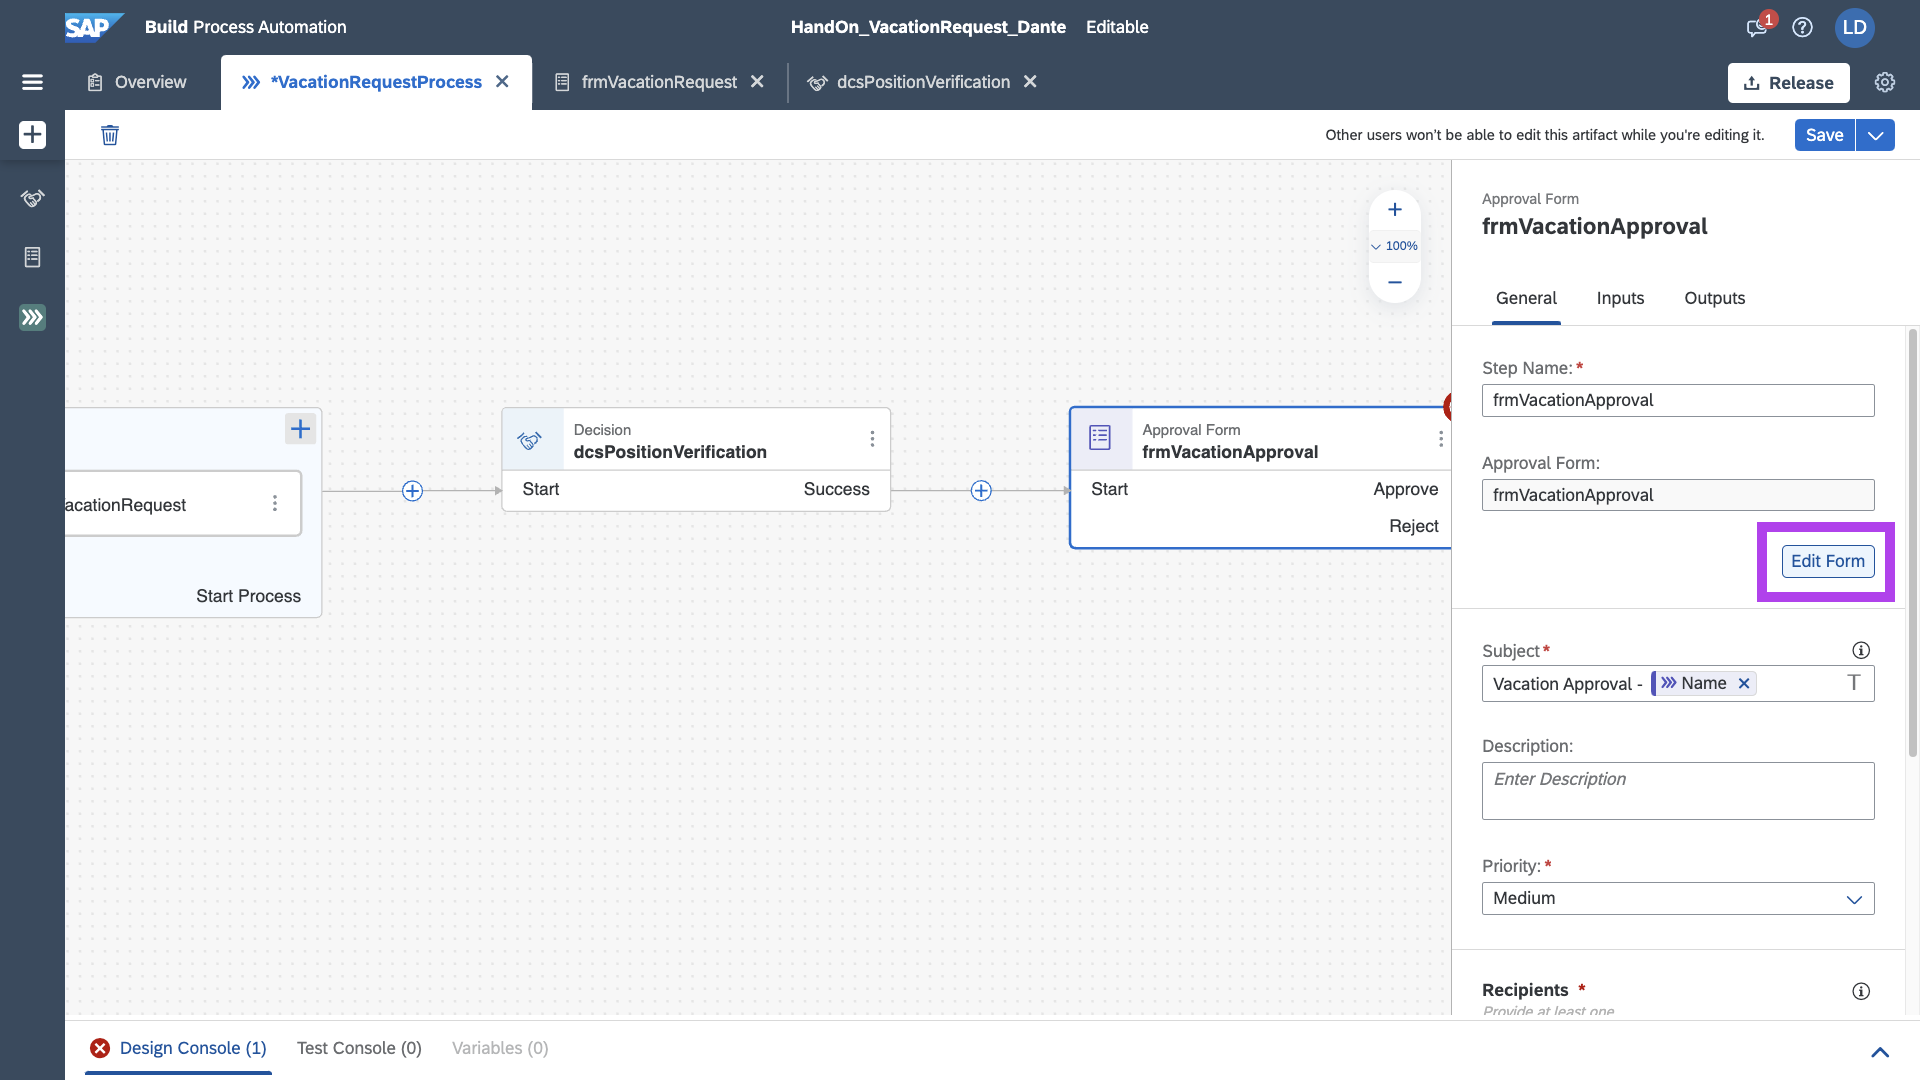 SAP
Build Process Automation
HandOn_VacationRequest_Dante Editable
1
LD
Overview
*VacationRequestProcess
frmVacationRequest
dcsPositionVerification
Release
Other users won't be able to edit this artifact while you're editing it.
Save
100%
acationRequest
Start Process
Decision
dcsPositionVerification
Start Success
Approval Form
frmVacationApproval
Start Approve
Reject
Approval Form
frmVacationApproval
General Inputs Outputs
Step Name:*
frmVacationApproval
Approval Form:
frmVacationApproval
Edit Form
Subject*
Vacation Approval - Name
T
Description:
Enter Description
Priority:*
Medium
Recipients *
Provide at least one
Design Console (1) Test Console (0) Variables (0)